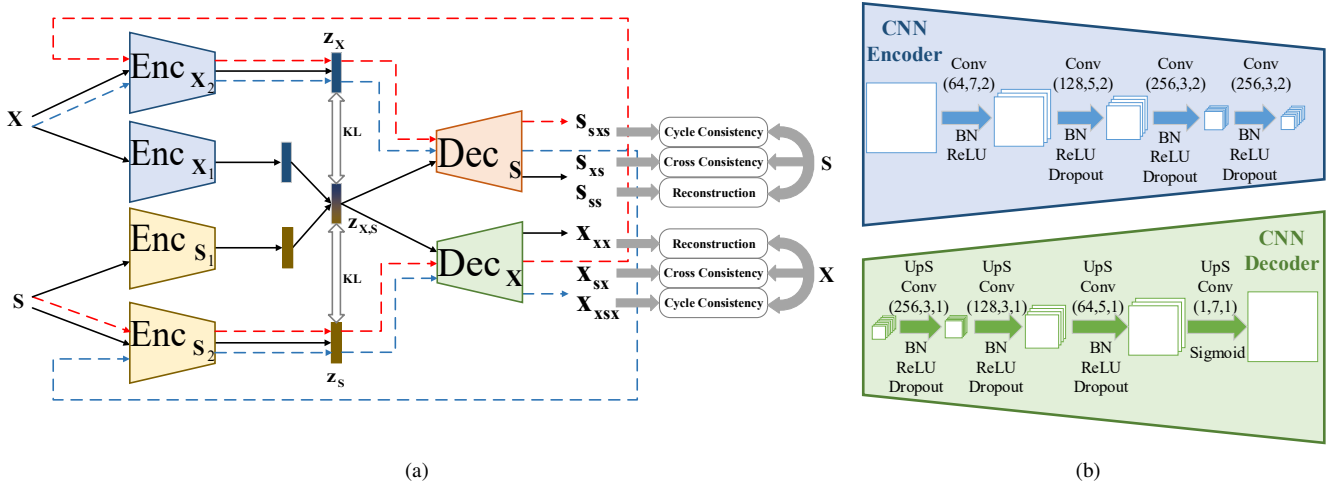 X
S
Enc X2
Enc X1
Enc S1
Enc S2
zX
KL
zX,S
KL
zS
Dec S
Dec X
s sxs
s xs
s ss
x xx
x sx
x xsx
Cycle Consistency
Cross Consistency
Reconstruction
S
Reconstruction
Cross Consistency
Cycle Consistency
X
(a)
CNN
Encoder
Conv
(64,7,2)
BN
ReLU
Conv
(128,5,2)
BN
ReLU
Dropout
Conv
(256,3,2)
BN
ReLU
Dropout
Conv
(256,3,2)
BN
ReLU
Dropout
CNN
Decoder
UpS
Conv
(256,3,1)
BN
ReLU
Dropout
UpS
Conv
(128,3,1)
BN
ReLU
Dropout
UpS
Conv
(64,5,1)
BN
ReLU
Dropout
UpS
Conv
(1,7,1)
Sigmoid
(b)